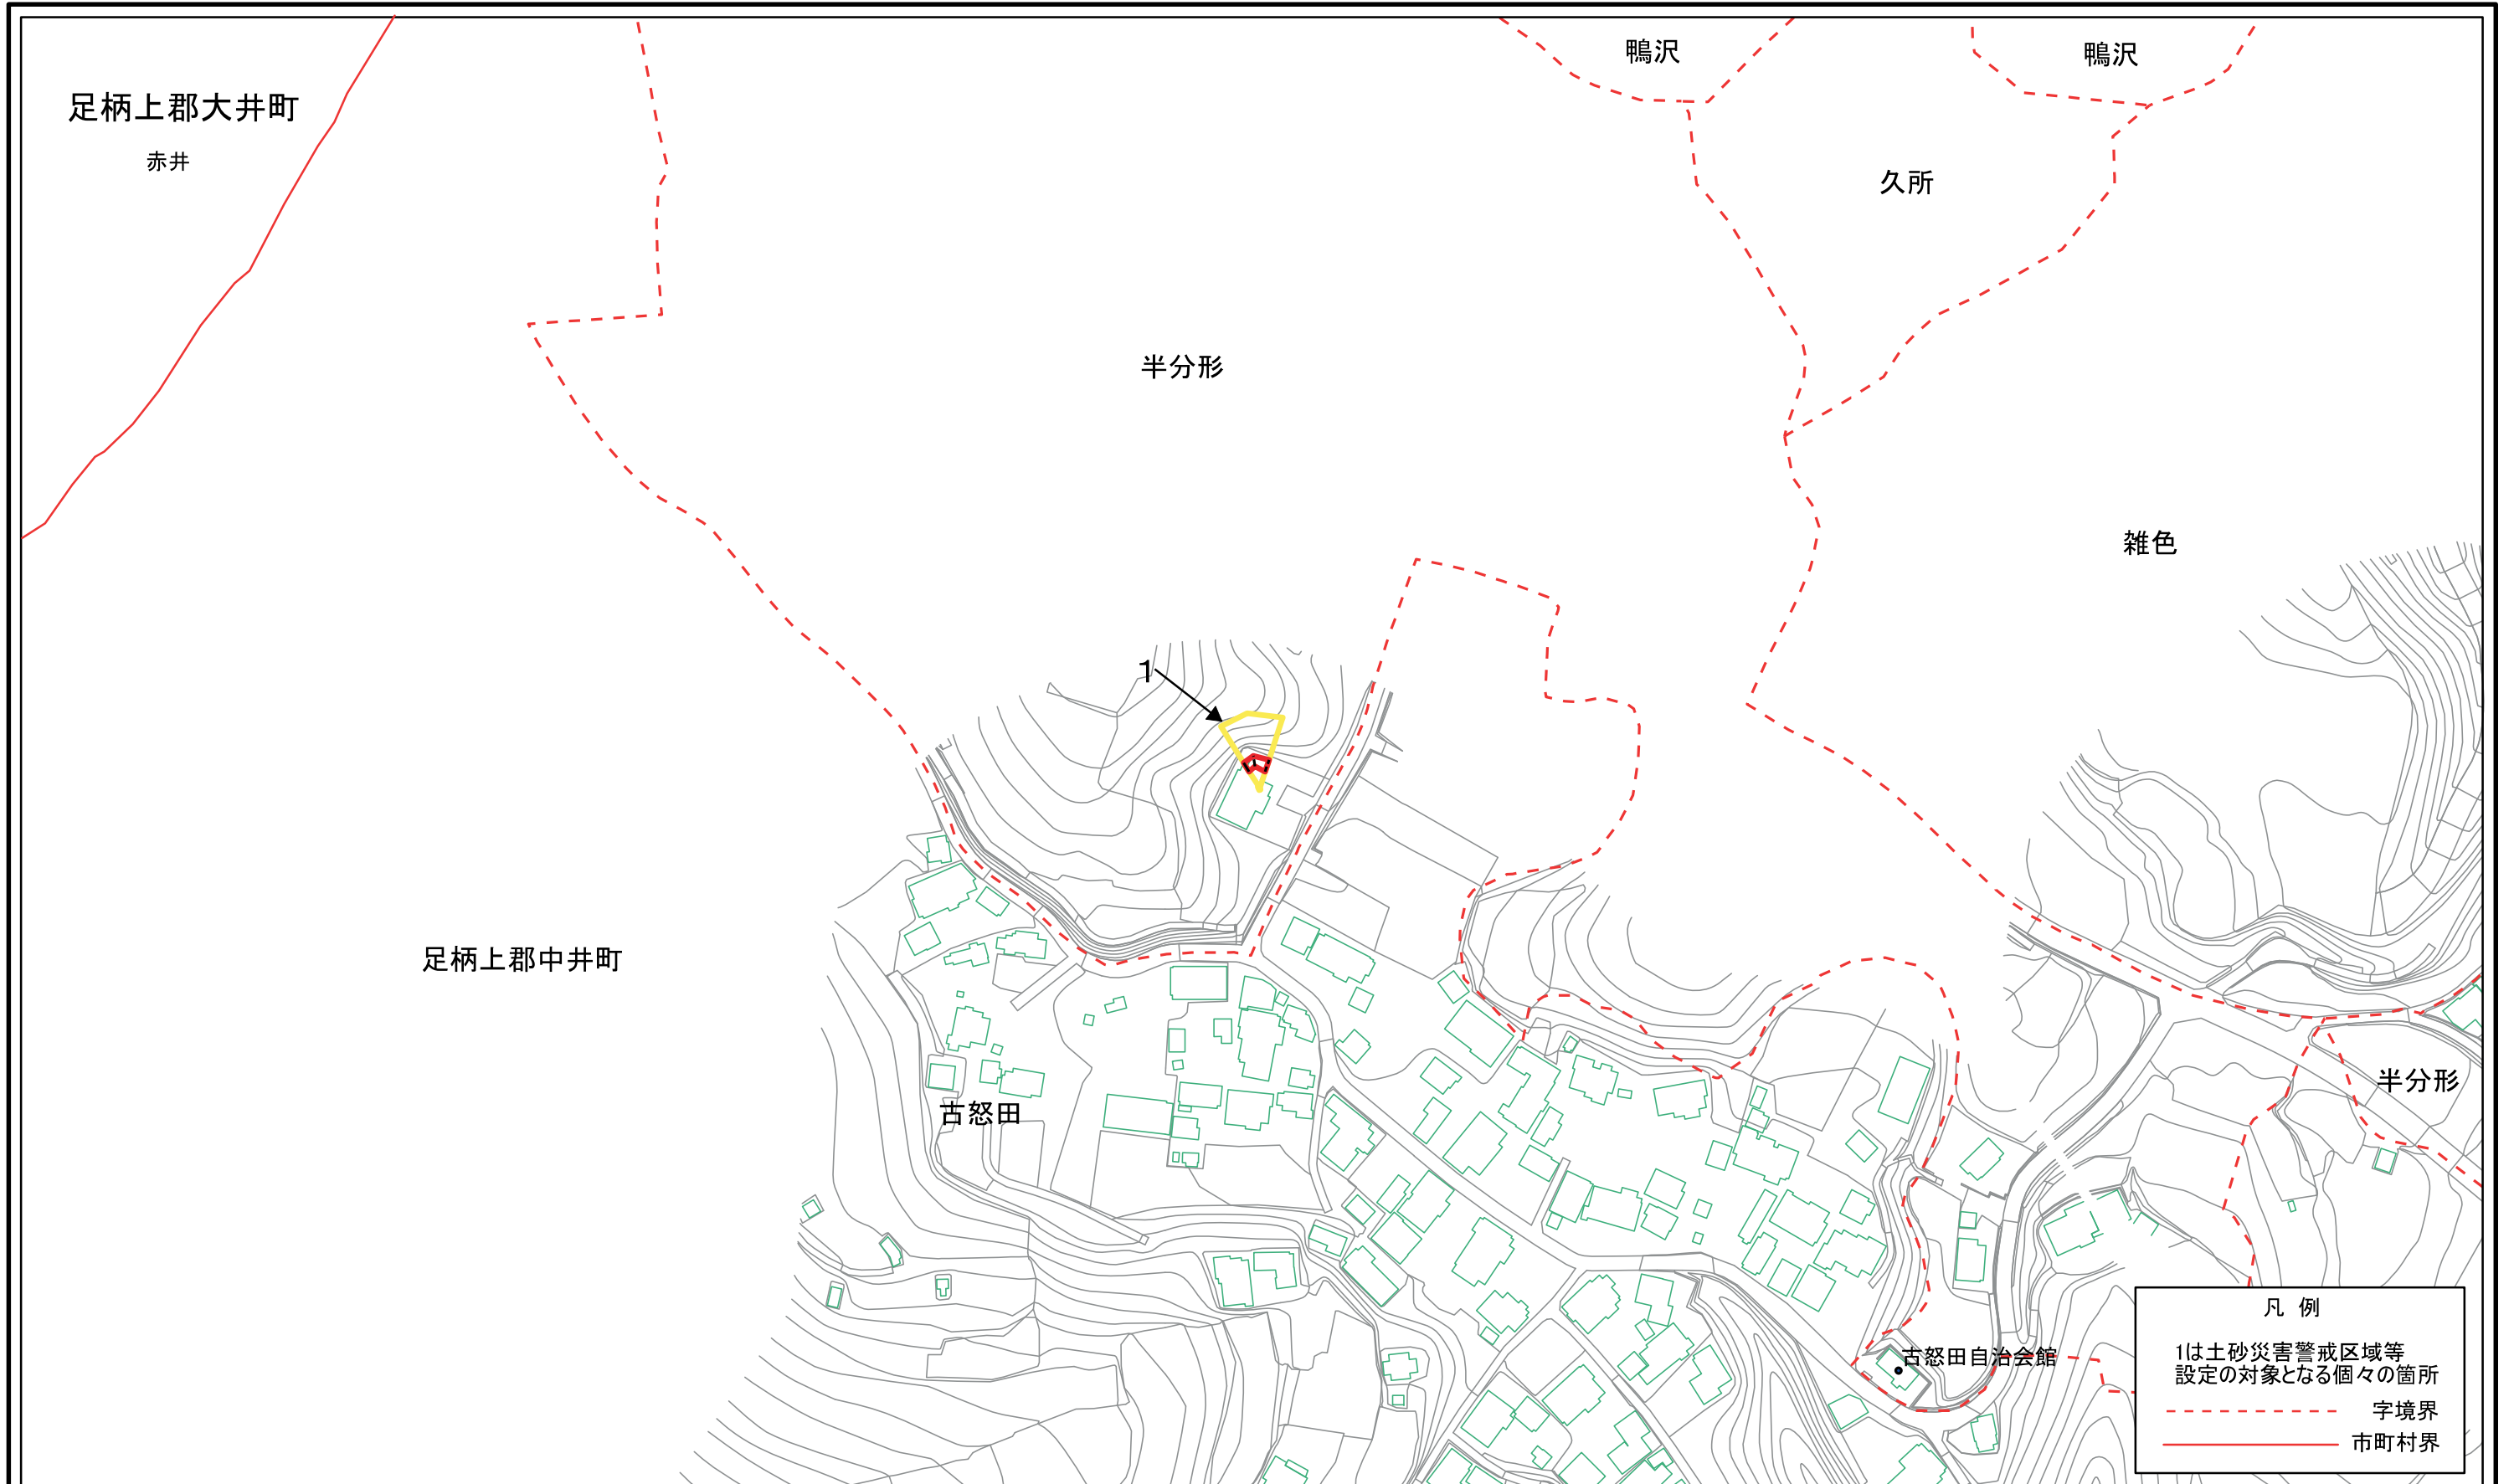 鴨沢
鴨沢
足柄上郡大井町
赤井
久所
半分形
雑色
1
足柄上郡中井町
半分形
古怒田
古怒田自治会館
凡 例
1は土砂災害警戒区域等
設定の対象となる個々の箇所
字境界
市町村界